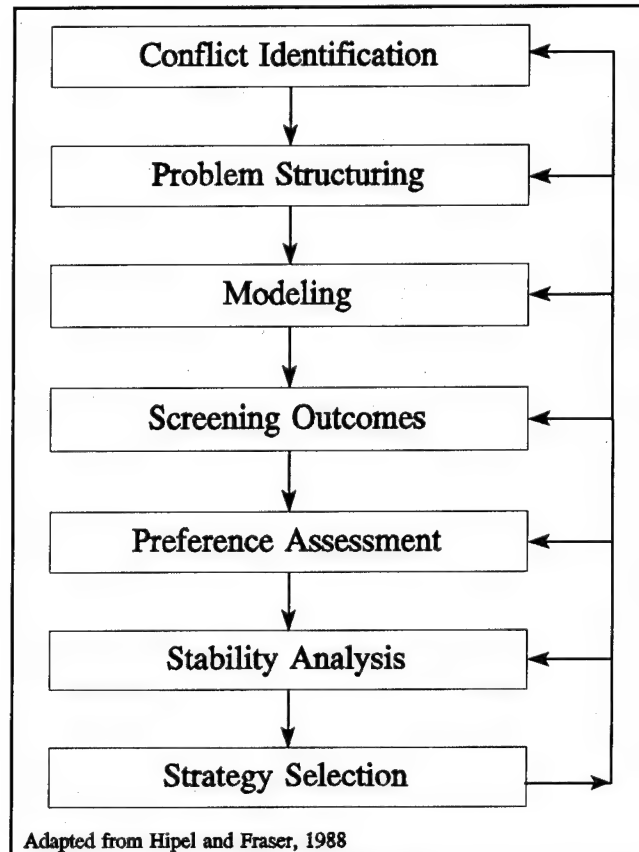 Conflict Identification
Problem Structuring
Modeling
Screening Outcomes
Preference Assessment
Stability Analysis
Strategy Selection
Adapted from Hipel and Fraser, 1988